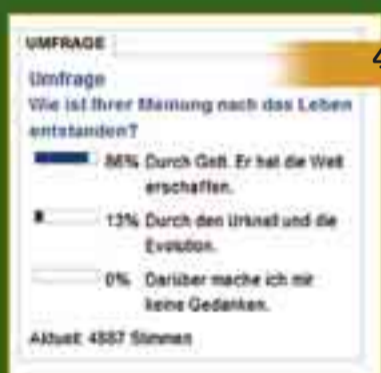 UMFRAGE
4
Umfrage
Wie ist Ihrer Meinung nach das Leben
entstanden?
86% Durch Gott. Er hat die Welt
erschaffen.
13% Durch den Urknall und die
Evolution.
0% Darüber mache ich mir
keine Gedanken.
Aktuell: 4887 Stimmen